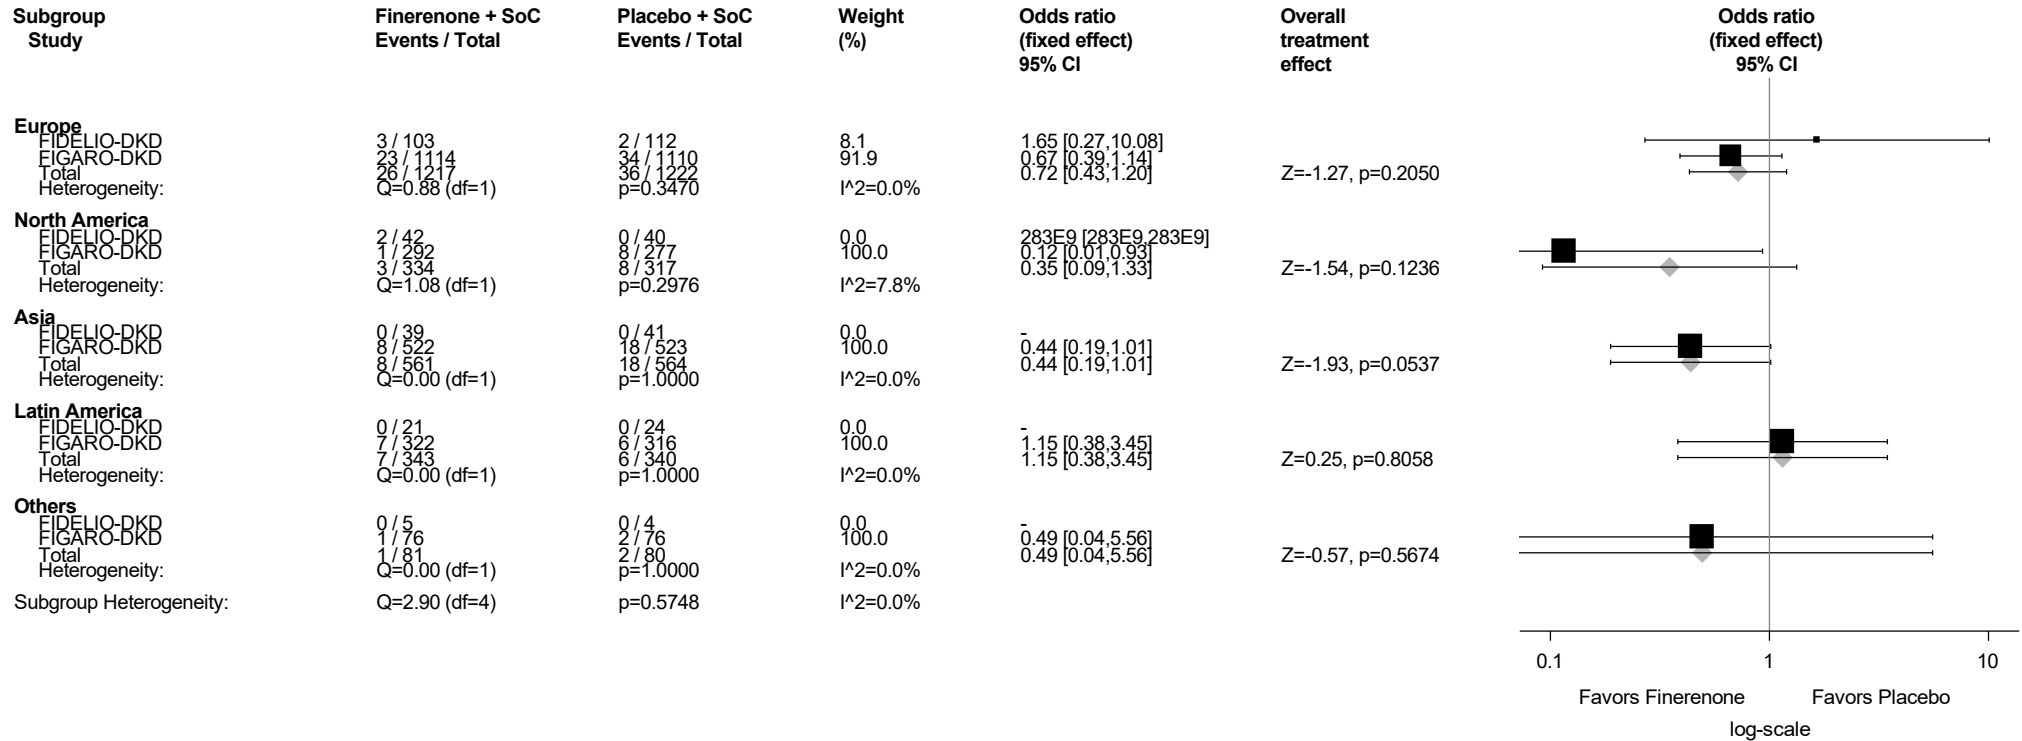 Subgroup Finerenone + SoC Placebo + SoC Weight Odds ratio Overall Odds ratio
Study Events / Total Events / Total (%) (fixed effect) treatment (fixed effect)
95% CI effect 95% CI
Europe
FIDELIO-DKD 3 / 103 2 / 112 8.1 1.65 [0.27,10.08]
FIGARO-DKD 23 / 1114 34 / 1110 91.9 0.67 [0.39,1.14]
Total 26 / 1217 36 / 1222 0.72 [0.43,1.20] Z=-1.27, p=0.2050
Heterogeneity: Q=0.88 (df=1) p=0.3470 I^2=0.0%
North America
FIDELIO-DKD 2 / 42 0 / 40 0.0 283E9 [283E9,283E9]
FIGARO-DKD 1 / 292 8 / 277 100.0 0.12 [0.01,0.93]
Total 3 / 334 8 / 317 0.35 [0.09,1.33] Z=-1.54, p=0.1236
Heterogeneity: Q=1.08 (df=1) p=0.2976 I^2=7.8%
Asia
FIDELIO-DKD 0 / 39 0 / 41 0.0 -
FIGARO-DKD 8 / 522 18 / 523 100.0 0.44 [0.19,1.01]
Total 8 / 561 18 / 564 0.44 [0.19,1.01] Z=-1.93, p=0.0537
Heterogeneity: Q=0.00 (df=1) p=1.0000 I^2=0.0%
Latin America
FIDELIO-DKD 0 / 21 0 / 24 0.0 -
FIGARO-DKD 7 / 322 6 / 316 100.0 1.15 [0.38,3.45]
Total 7 / 343 6 / 340 1.15 [0.38,3.45] Z=0.25, p=0.8058
Heterogeneity: Q=0.00 (df=1) p=1.0000 I^2=0.0%
Others
FIDELIO-DKD 0 / 5 0 / 4 0.0 -
FIGARO-DKD 1 / 76 2 / 76 100.0 0.49 [0.04,5.56]
Total 1 / 81 2 / 80 0.49 [0.04,5.56] Z=-0.57, p=0.5674
Heterogeneity: Q=0.00 (df=1) p=1.0000 I^2=0.0%
Subgroup Heterogeneity: Q=2.90 (df=4) p=0.5748 I^2=0.0%
0.1 1 10
Favors Finerenone Favors Placebo
log-scale